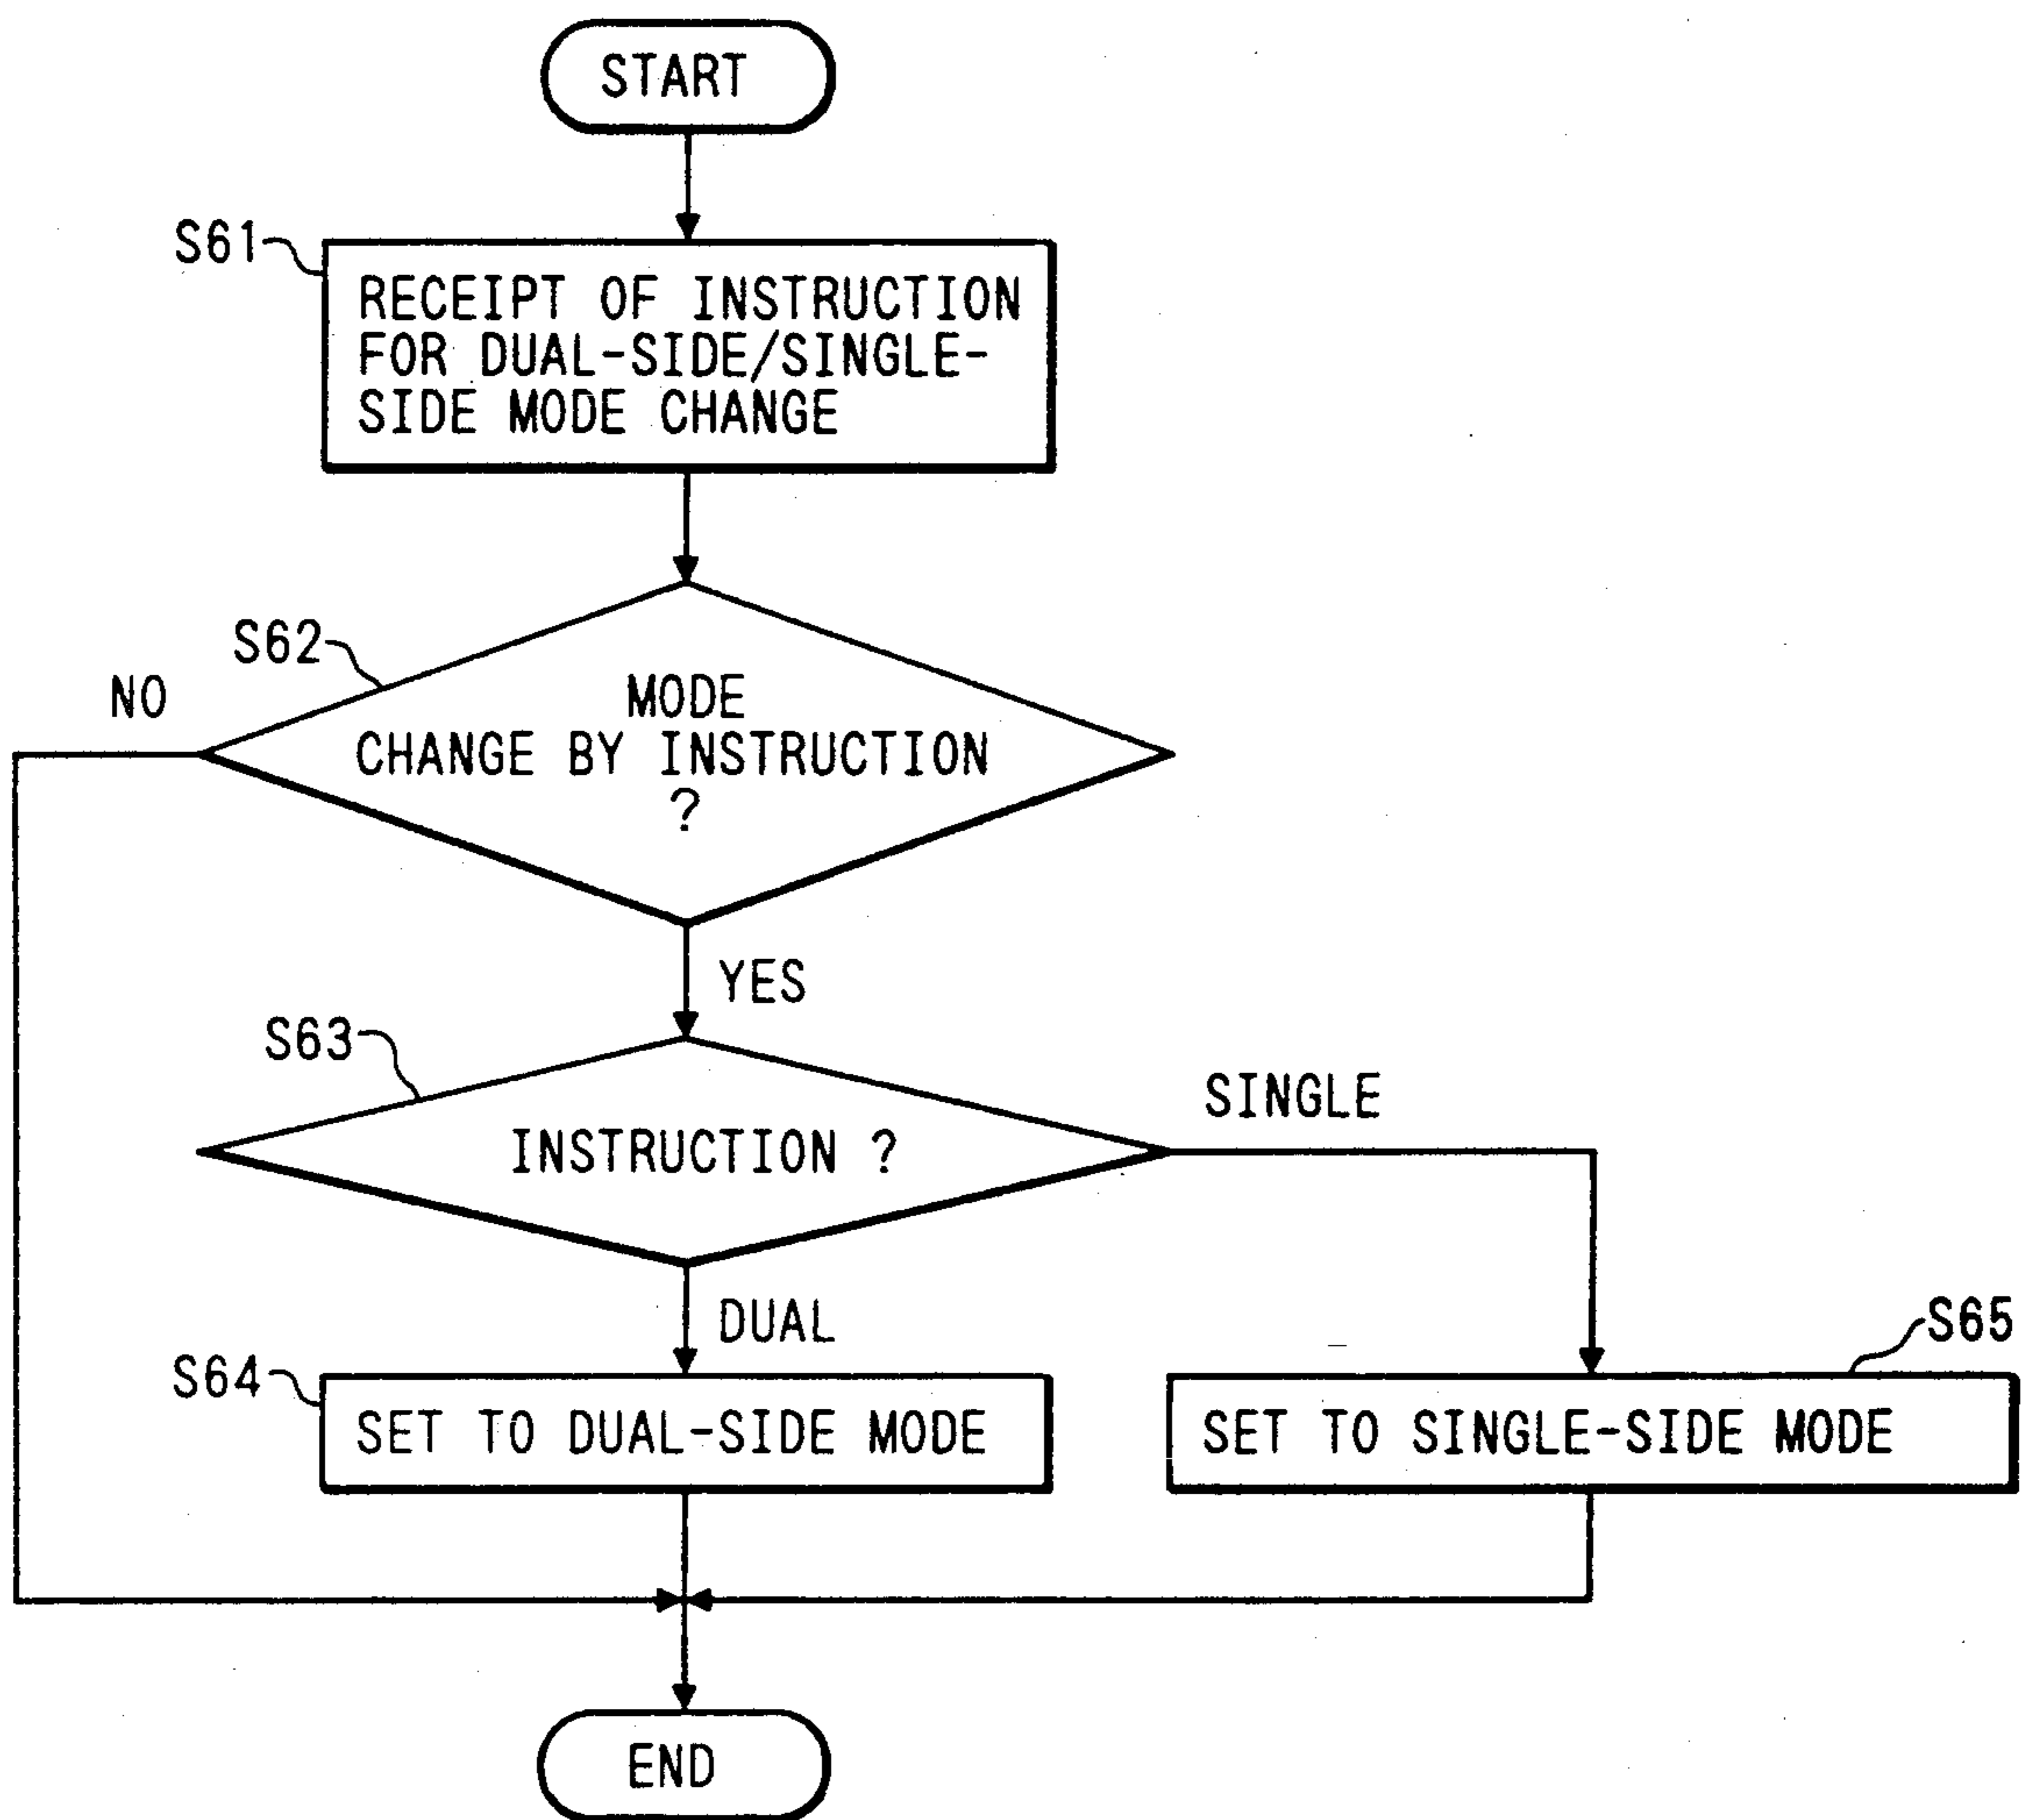 START
S61
RECEIPT OF INSTRUCTION
FOR DUAL-SIDE/SINGLE-
SIDE MODE CHANGE
S62
NO
MODE
CHANGE BY INSTRUCTION
?
YES
S63
SINGLE
INSTRUCTION ?
DUAL
S65
S64
SET TO DUAL-SIDE MODE
SET TO SINGLE-SIDE MODE
END